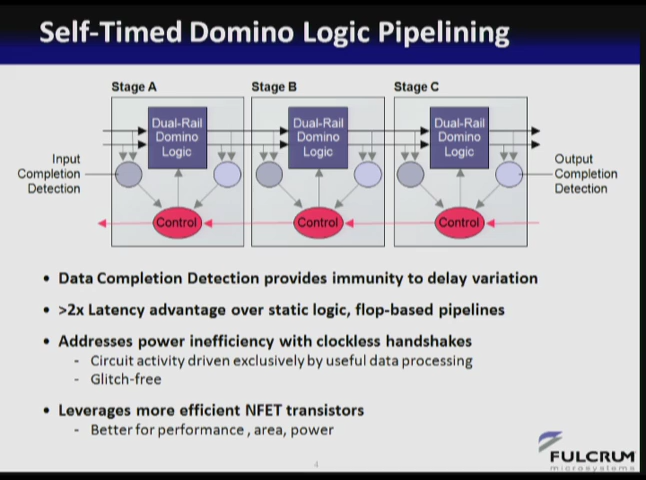 Self-Timed Domino Logic Pipelining
Stage A
Stage B
Stage C
Dual-Rail
Domino
Logic
Dual-Rail
Domino
Logic
Dual-Rail
Domino
Logic
Input
Completion
Detection
Output
Completion
Detection
Control
Control
Control
• Data Completion Detection provides immunity to delay variation
• >2x Latency advantage over static logic, flop-based pipelines
• Addresses power inefficiency with clockless handshakes
- Circuit activity driven exclusively by useful data processing
- Glitch-free
• Leverages more efficient NFET transistors
- Better for performance , area, power
4
FULCRUM
microsystems